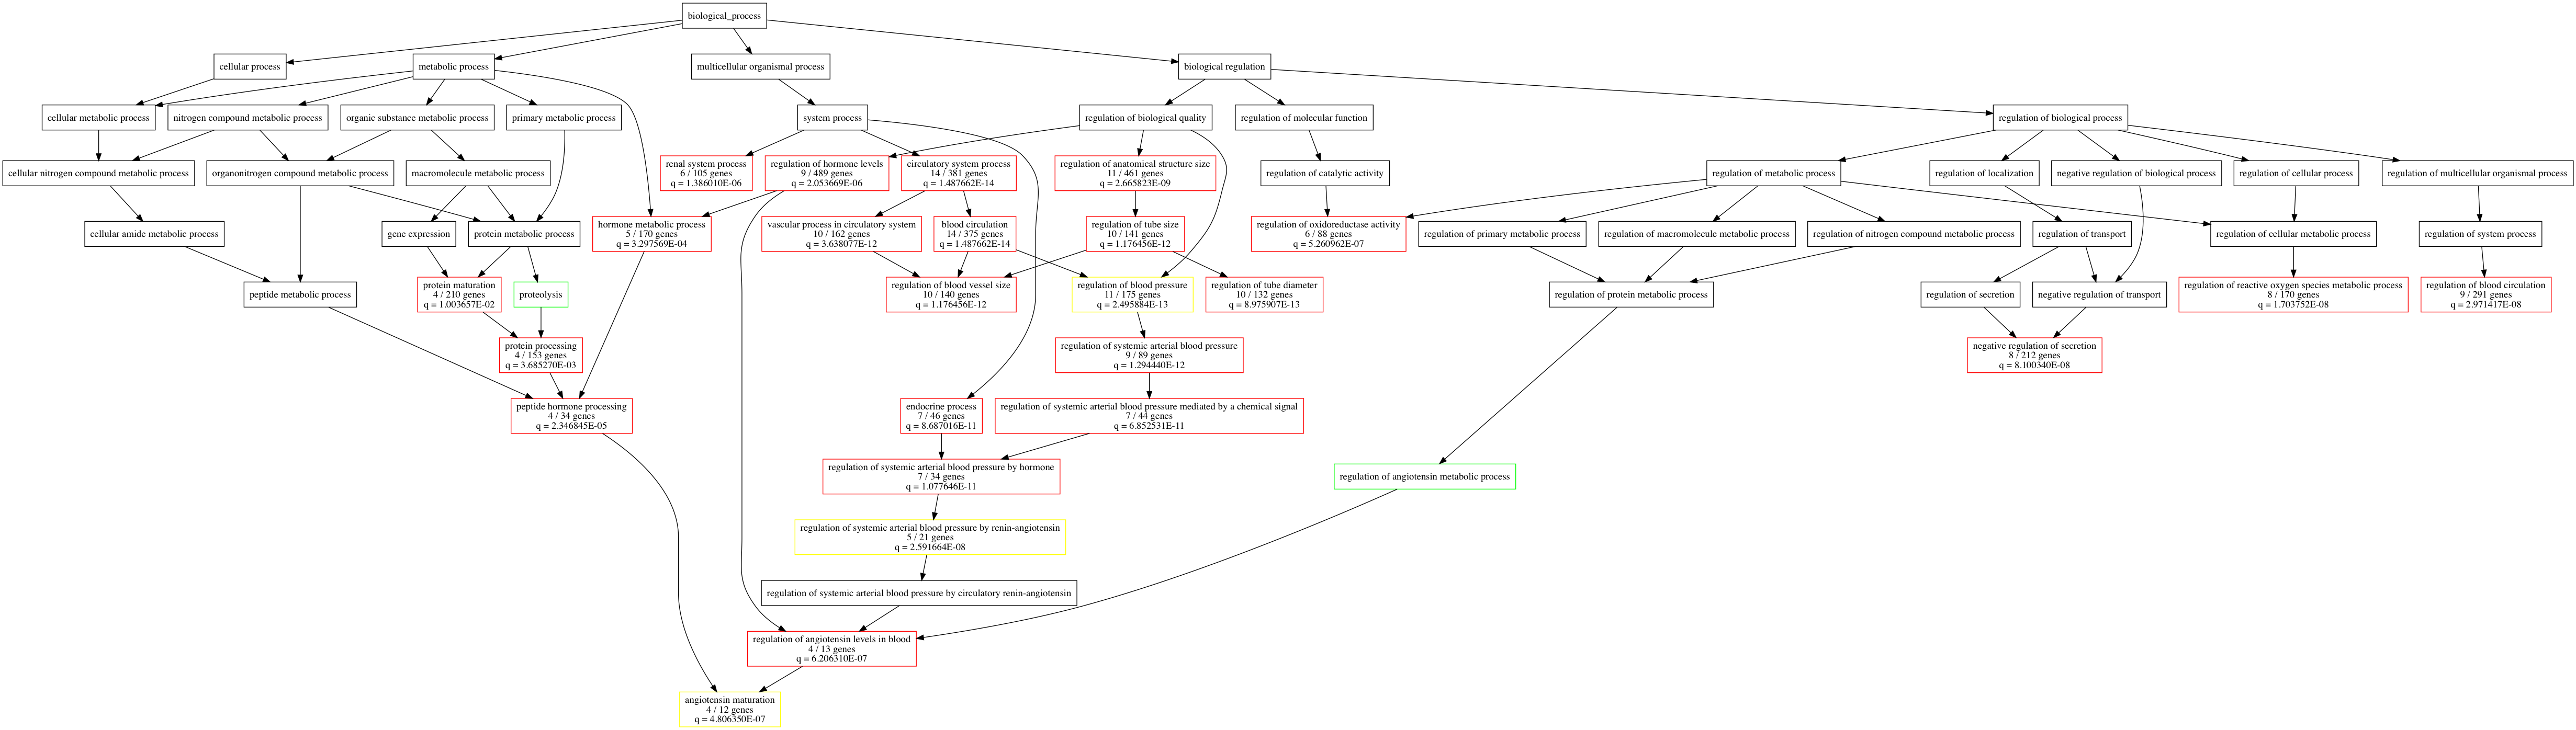 biological_process
cellular process
metabolic process
multicellular organismal process
biological regulation
cellular metabolic process
nitrogen compound metabolic process
organic substance metabolic process
primary metabolic process
system process
regulation of biological quality
regulation of molecular function
regulation of biological process
cellular nitrogen compound metabolic process
organonitrogen compound metabolic process
macromolecule metabolic process
renal system process
6 / 105 genes
q = 1.386010E-06
regulation of hormone levels
9 / 489 genes
q = 2.053669E-06
circulatory system process
14 / 381 genes
q = 1.487662E-14
regulation of anatomical structure size
11 / 461 genes
q = 2.665823E-09
regulation of catalytic activity
regulation of metabolic process
regulation of localization
negative regulation of biological process
regulation of cellular process
regulation of multicellular organismal process
cellular amide metabolic process
gene expression
protein metabolic process
hormone metabolic process
5 / 170 genes
q = 3.297569E-04
vascular process in circulatory system
10 / 162 genes
q = 3.638077E-12
blood circulation
14 / 375 genes
q = 1.487662E-14
regulation of tube size
10 / 141 genes
q = 1.176456E-12
regulation of oxidoreductase activity
6 / 88 genes
q = 5.260962E-07
regulation of primary metabolic process
regulation of macromolecule metabolic process
regulation of nitrogen compound metabolic process
regulation of transport
regulation of cellular metabolic process
regulation of system process
peptide metabolic process
protein maturation
4 / 210 genes
q = 1.003657E-02
proteolysis
regulation of blood vessel size
10 / 140 genes
q = 1.176456E-12
regulation of blood pressure
11 / 175 genes
q = 2.495884E-13
regulation of tube diameter
10 / 132 genes
q = 8.975907E-13
regulation of protein metabolic process
regulation of secretion
negative regulation of transport
regulation of reactive oxygen species metabolic process
8 / 170 genes
q = 1.703752E-08
regulation of blood circulation
9 / 291 genes
q = 2.971417E-08
protein processing
4 / 153 genes
q = 3.685270E-03
regulation of systemic arterial blood pressure
9 / 89 genes
q = 1.294440E-12
negative regulation of secretion
8 / 212 genes
q = 8.100340E-08
peptide hormone processing
4 / 34 genes
q = 2.346845E-05
endocrine process
7 / 46 genes
q = 8.687016E-11
regulation of systemic arterial blood pressure mediated by a chemical signal
7 / 44 genes
q = 6.852531E-11
regulation of systemic arterial blood pressure by hormone
7 / 34 genes
q = 1.077646E-11
regulation of angiotensin metabolic process
regulation of systemic arterial blood pressure by renin-angiotensin
5 / 21 genes
q = 2.591664E-08
regulation of systemic arterial blood pressure by circulatory renin-angiotensin
regulation of angiotensin levels in blood
4 / 13 genes
q = 6.206310E-07
angiotensin maturation
4 / 12 genes
q = 4.806350E-07